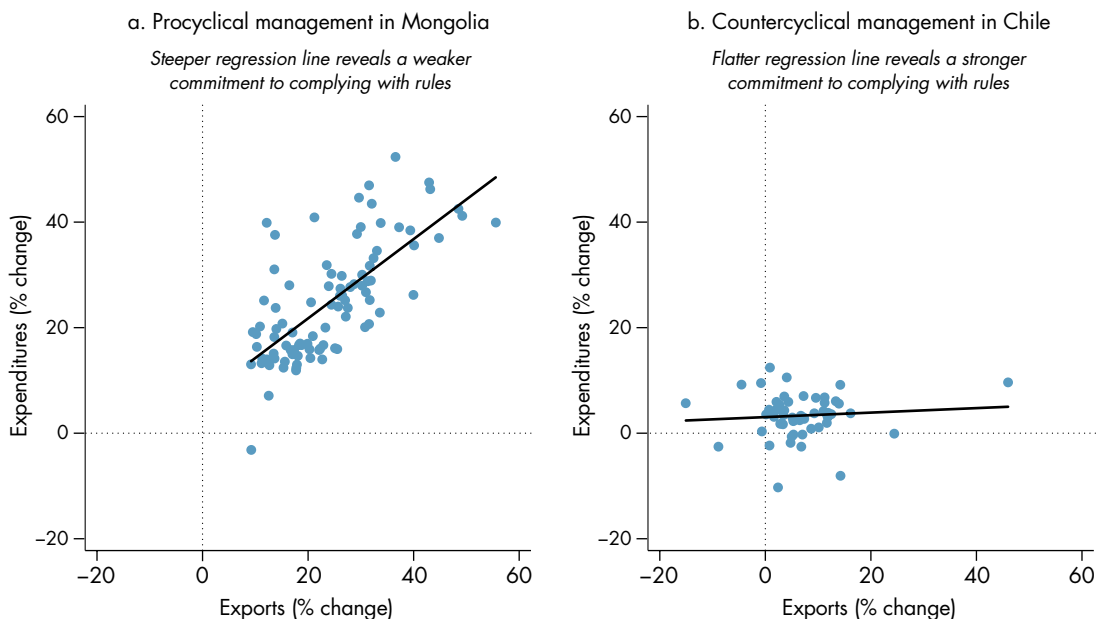 a. Procyclical management in Mongolia
Steeper regression line reveals a weaker
commitment to complying with rules
60
40
20
0
–20
Expenditures (% change)
–20 0 20 40 60
Exports (% change)
b. Countercyclical management in Chile
Flatter regression line reveals a stronger
commitment to complying with rules
60
40
20
0
–20
Expenditures (% change)
–20 0 20 40 60
Exports (% change)